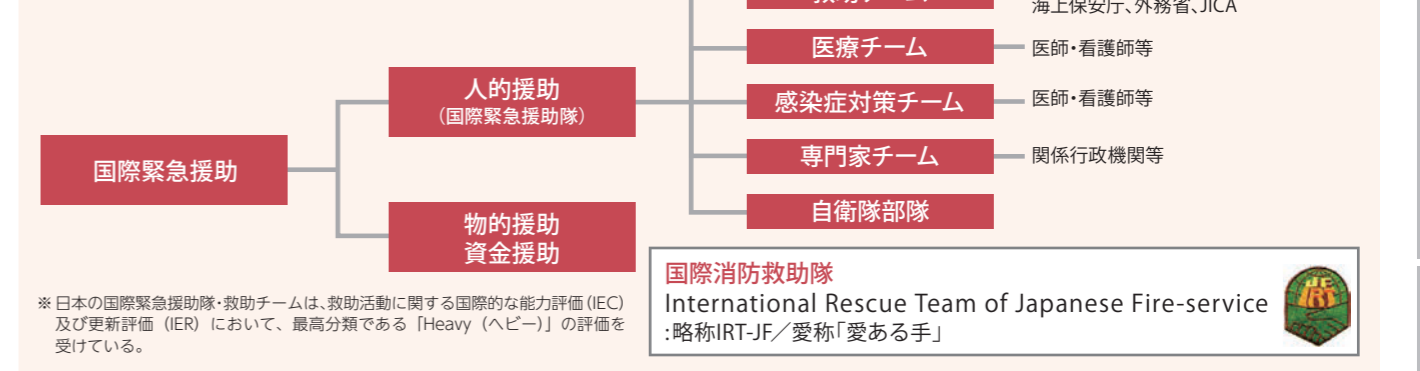 海上保安庁、外務省、JICA
医療チーム
医師・看護師等
人的援助
（国際緊急援助隊）
感染症対策チーム
医師・看護師等
国際緊急援助
専門家チーム
関係行政機関等
自衛隊部隊
物的援助
資金援助
国際消防救助隊
International Rescue Team of Japanese Fire-service
:略称IRT-JF／愛称「愛ある手」
※日本の国際緊急援助隊・救助チームは、救助活動に関する国際的な能力評価（IEC）
及び更新評価（IER）において、最高分類である「Heavy（ヘビー）」の評価を
受けている。
JF
IRT